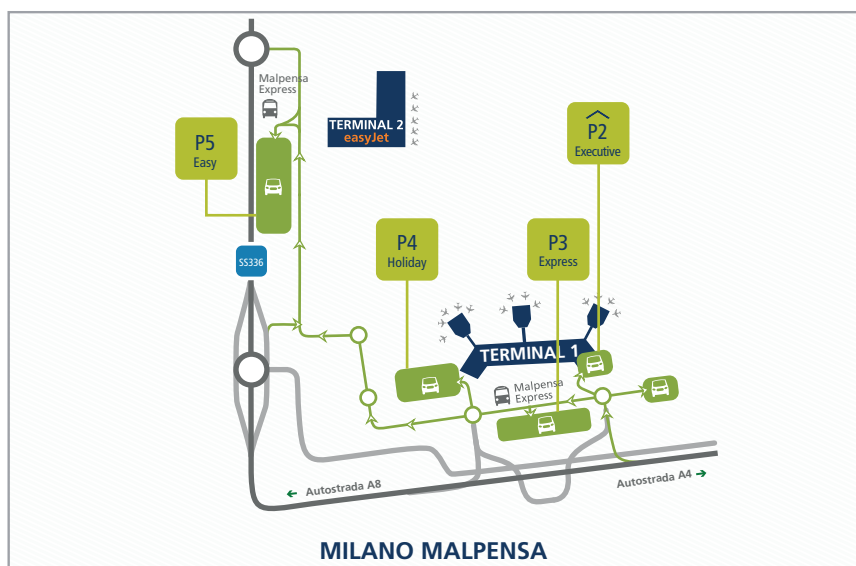 Malpensa
Express
TERMINAL 2
easyJet
P5
Easy
P2
Executive
P4
Holiday
P3
Express
SS336
TERMINAL 1
Malpensa
Express
Autostrada A8
Autostrada A4
MILANO MALPENSA